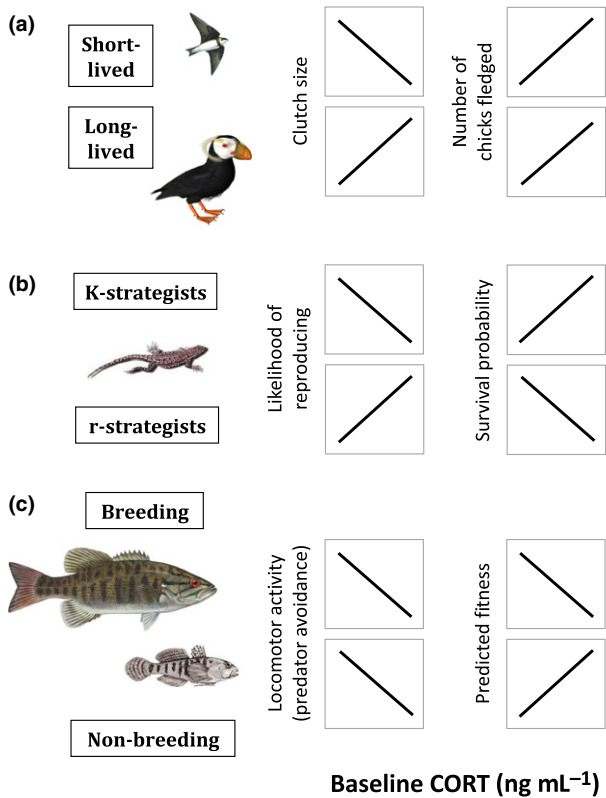 (a)
Short-
lived
Long-
lived
Clutch size
Number of
chicks fledged
(b)
K-strategists
r-strategists
Likelihood of
reproducing
Survival probability
(c)
Breeding
Non-breeding
Locomotor activity
(predator avoidance)
Predicted fitness
Baseline CORT (ng mL⁻¹)